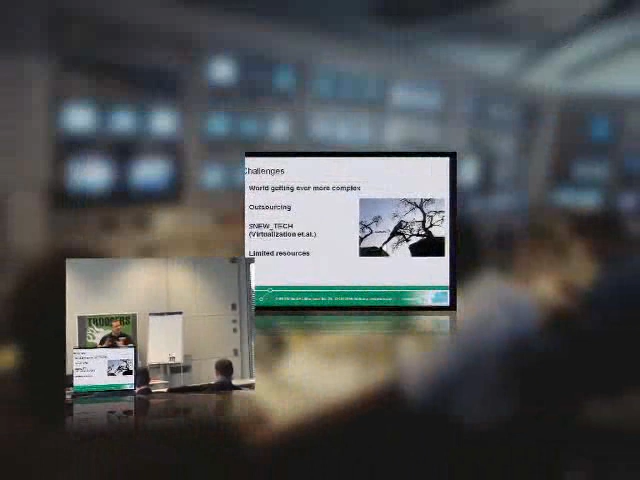 Challenges
World getting ever more complex
Outsourcing
$NEW_TECH
(Virtualization et.al.)
Limited resources
TROOPERS